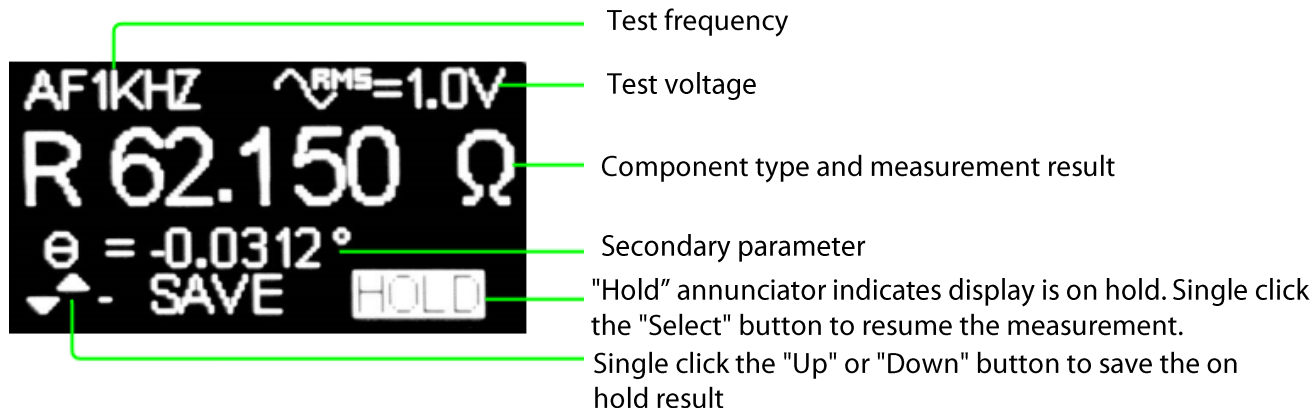 Test frequency
AF1KHZ RMS=1.0V
Test voltage
R 62.150 Ω
Component type and measurement result
θ = -0.0312°
Secondary parameter
- SAVE HOLD
"Hold” annunciator indicates display is on hold. Single click
the "Select" button to resume the measurement.
Single click the "Up" or "Down" button to save the on
hold result